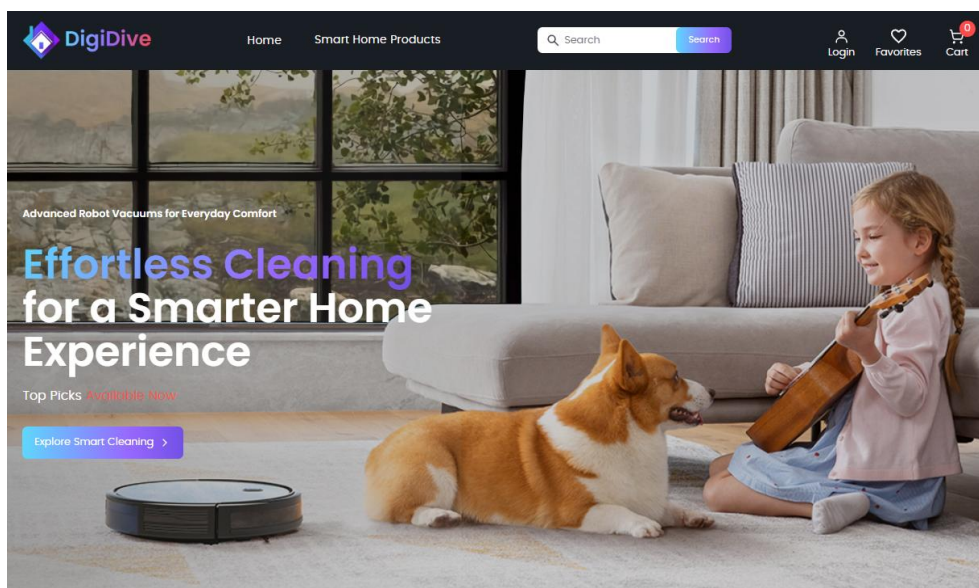 DigiDive
Home
Smart Home Products
Search
Search
Login
Favorites
0
Cart
Advanced Robot Vacuums for Everyday Comfort
Effortless Cleaning
for a Smarter Home
Experience
Top Picks Available Now
Explore Smart Cleaning >